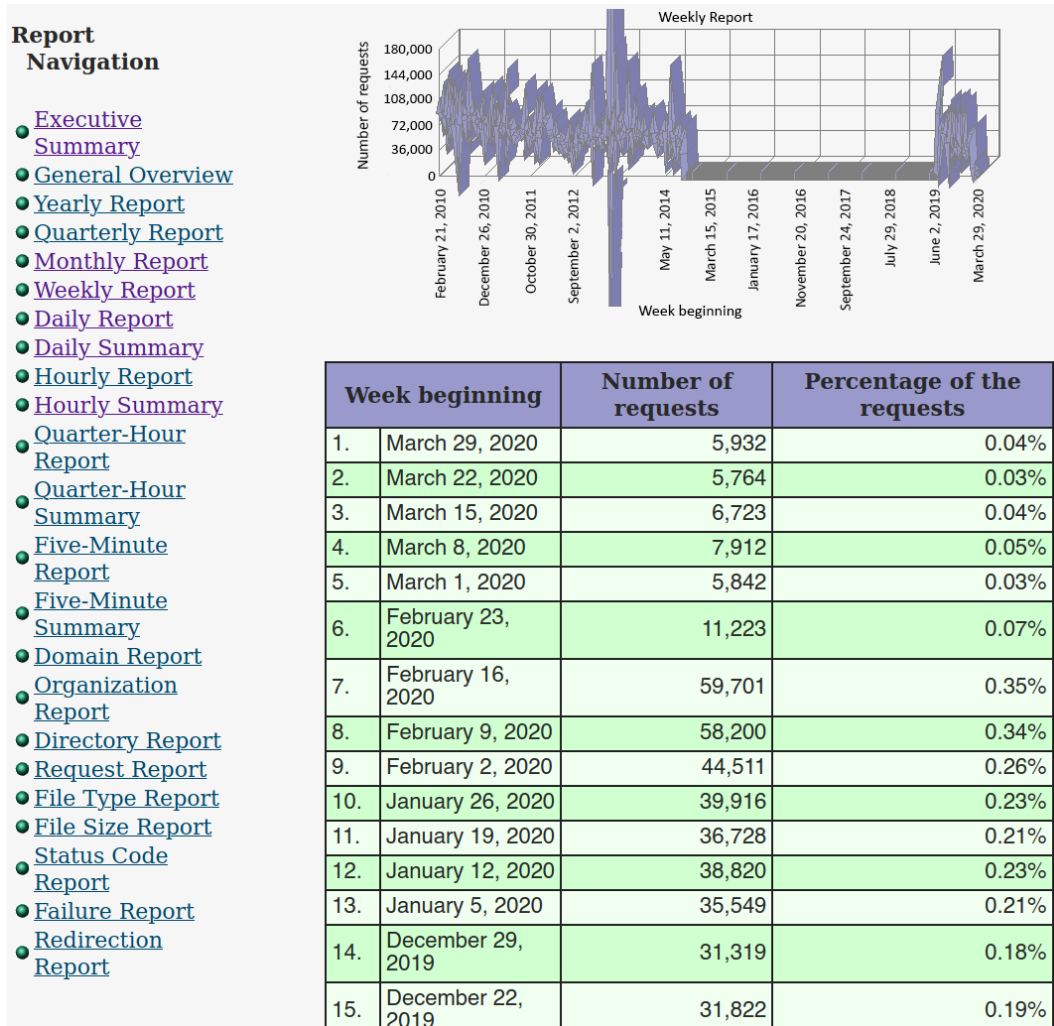 Report
Navigation
Executive
Summary
General Overview
Yearly Report
Quarterly Report
Monthly Report
Weekly Report
Daily Report
Daily Summary
Hourly Report
Hourly Summary
Quarter-Hour
Report
Quarter-Hour
Summary
Five-Minute
Report
Five-Minute
Summary
Domain Report
Organization
Report
Directory Report
Request Report
File Type Report
File Size Report
Status Code
Report
Failure Report
Redirection
Report
Weekly Report
Number of requests
180,000
144,000
108,000
72,000
36,000
0
February 21, 2010
December 26, 2010
October 30, 2011
September 2, 2012
May 11, 2014
March 15, 2015
January 17, 2016
November 20, 2016
September 24, 2017
July 29, 2018
June 2, 2019
March 29, 2020
Week beginning
Week beginning Number of requests Percentage of the requests
1. March 29, 2020 5,932 0.04%
2. March 22, 2020 5,764 0.03%
3. March 15, 2020 6,723 0.04%
4. March 8, 2020 7,912 0.05%
5. March 1, 2020 5,842 0.03%
6. February 23, 2020 11,223 0.07%
7. February 16, 2020 59,701 0.35%
8. February 9, 2020 58,200 0.34%
9. February 2, 2020 44,511 0.26%
10. January 26, 2020 39,916 0.23%
11. January 19, 2020 36,728 0.21%
12. January 12, 2020 38,820 0.23%
13. January 5, 2020 35,549 0.21%
14. December 29, 2019 31,319 0.18%
15. December 22, 2019 31,822 0.19%